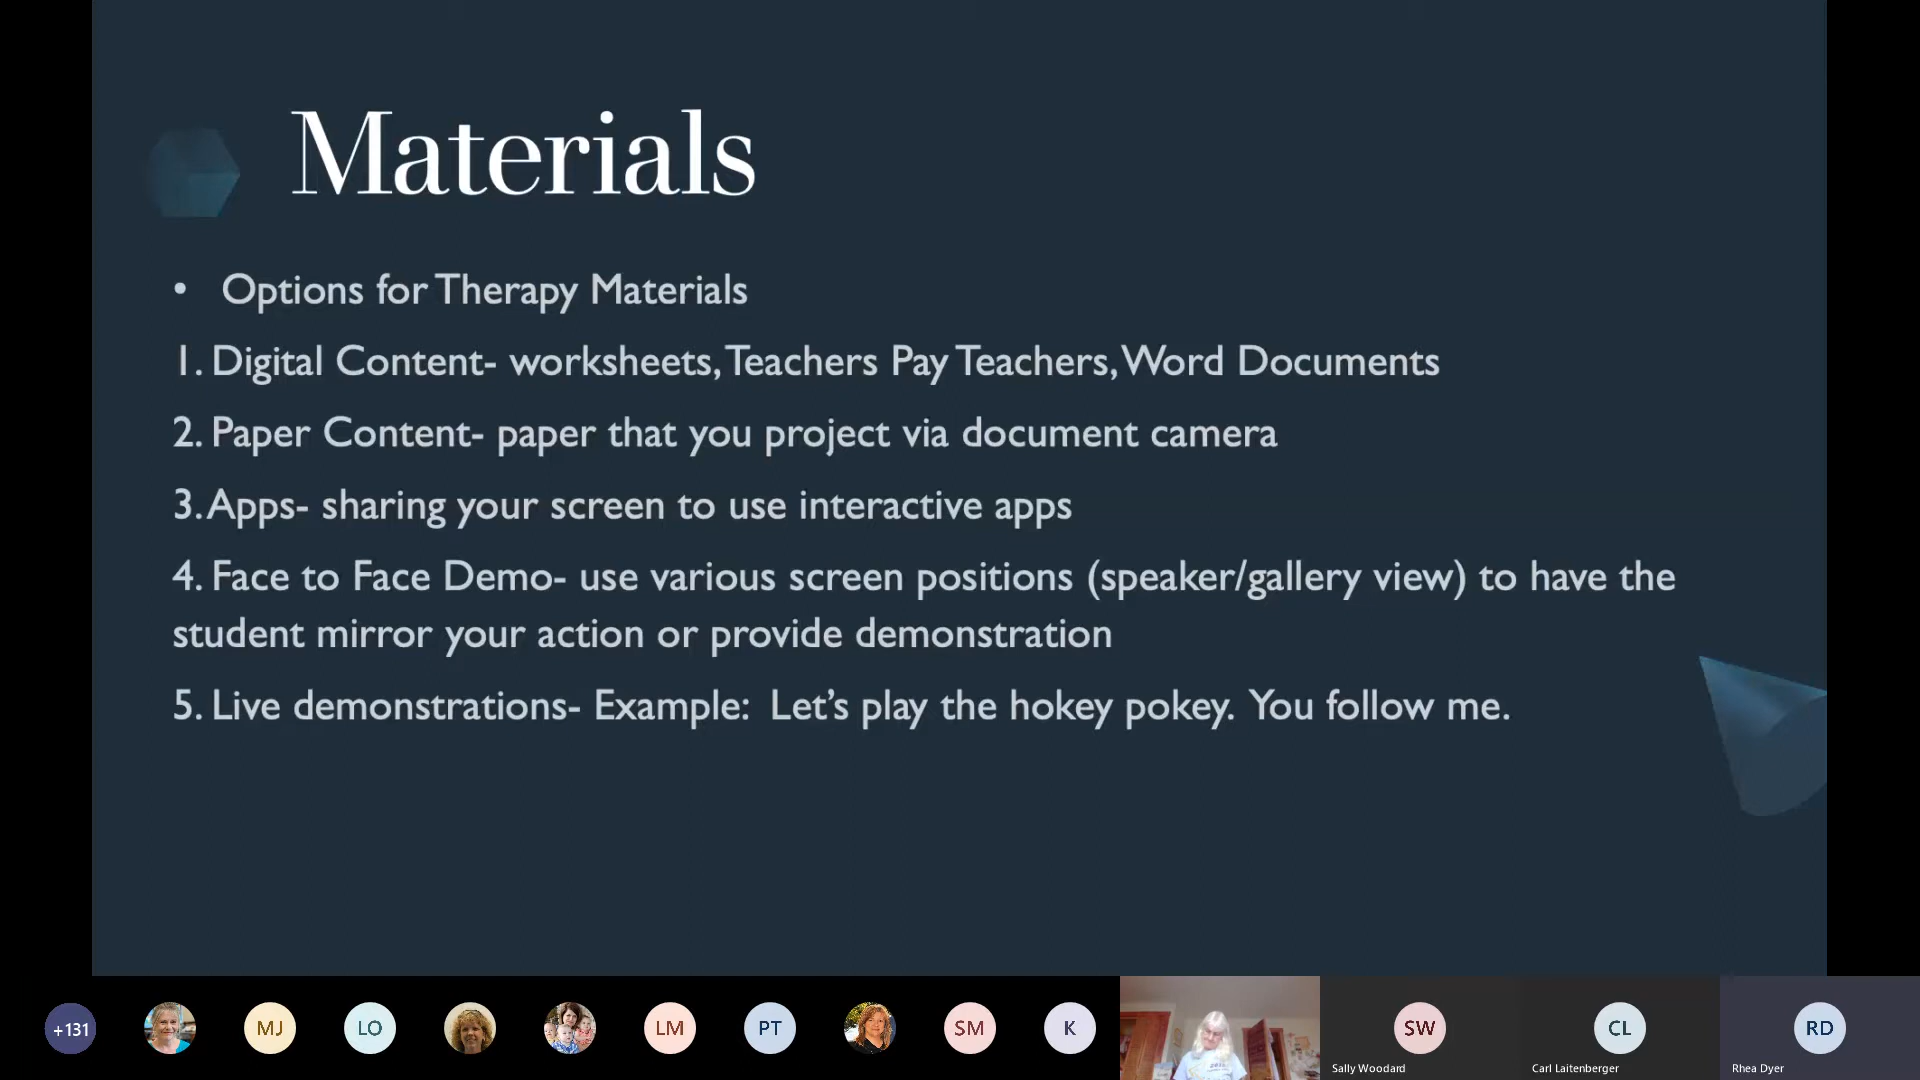 Materials
• Options for Therapy Materials
1. Digital Content- worksheets, Teachers Pay Teachers, Word Documents
2. Paper Content- paper that you project via document camera
3. Apps- sharing your screen to use interactive apps
4. Face to Face Demo- use various screen positions (speaker/gallery view) to have the
student mirror your action or provide demonstration
5. Live demonstrations- Example:  Let’s play the hokey pokey.  You follow me.
+131
MJ
LO
LM
PT
SM
K
SW
CL
RD
Sally Woodard
Carl Laitenberger
Rhea Dyer